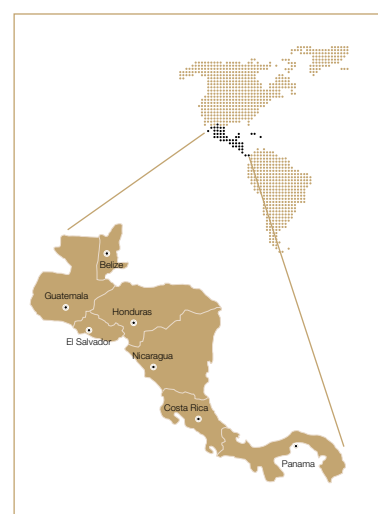 Belize
Guatemala
Honduras
El Salvador
Nicaragua
Costa Rica
Panama